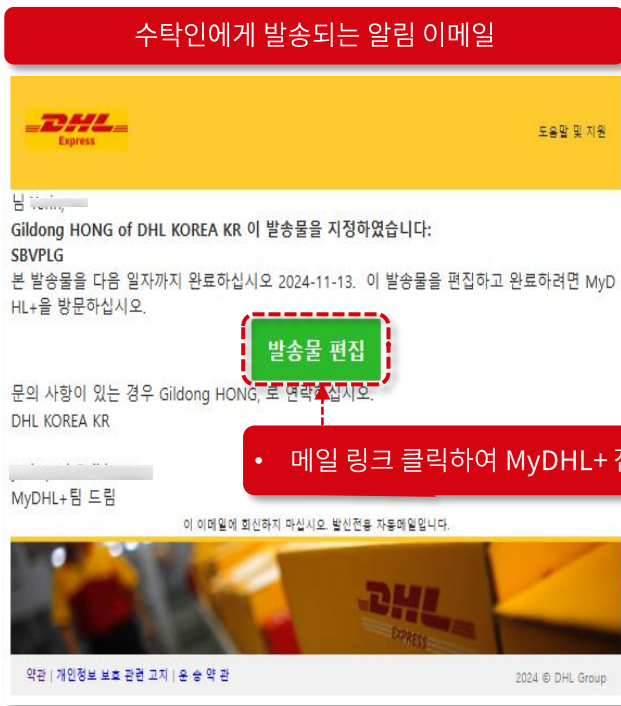 수탁인에게 발송되는 알림 이메일
DHL
Express
도움말 및 지원
님
Gildong HONG of DHL KOREA KR 이 발송물을 지정하였습니다:
SBVPLG
본 발송물을 다음 일자까지 완료하십시오 2024-11-13. 이 발송물을 편집하고 완료하려면 MyD
HL+을 방문하십시오.
발송물 편집
문의 사항이 있는 경우 Gildong HONG, 로 연락하십시오.
DHL KOREA KR
• 메일 링크 클릭하여 MyDHL+
MyDHL+팀 드림
이 이메일에 회신하지 마십시오. 발신전용 자동메일입니다.
DHL
EXPRESS
약관 | 개인정보 보호 관련 고지 | 운 송 약 관
2024 © DHL Group